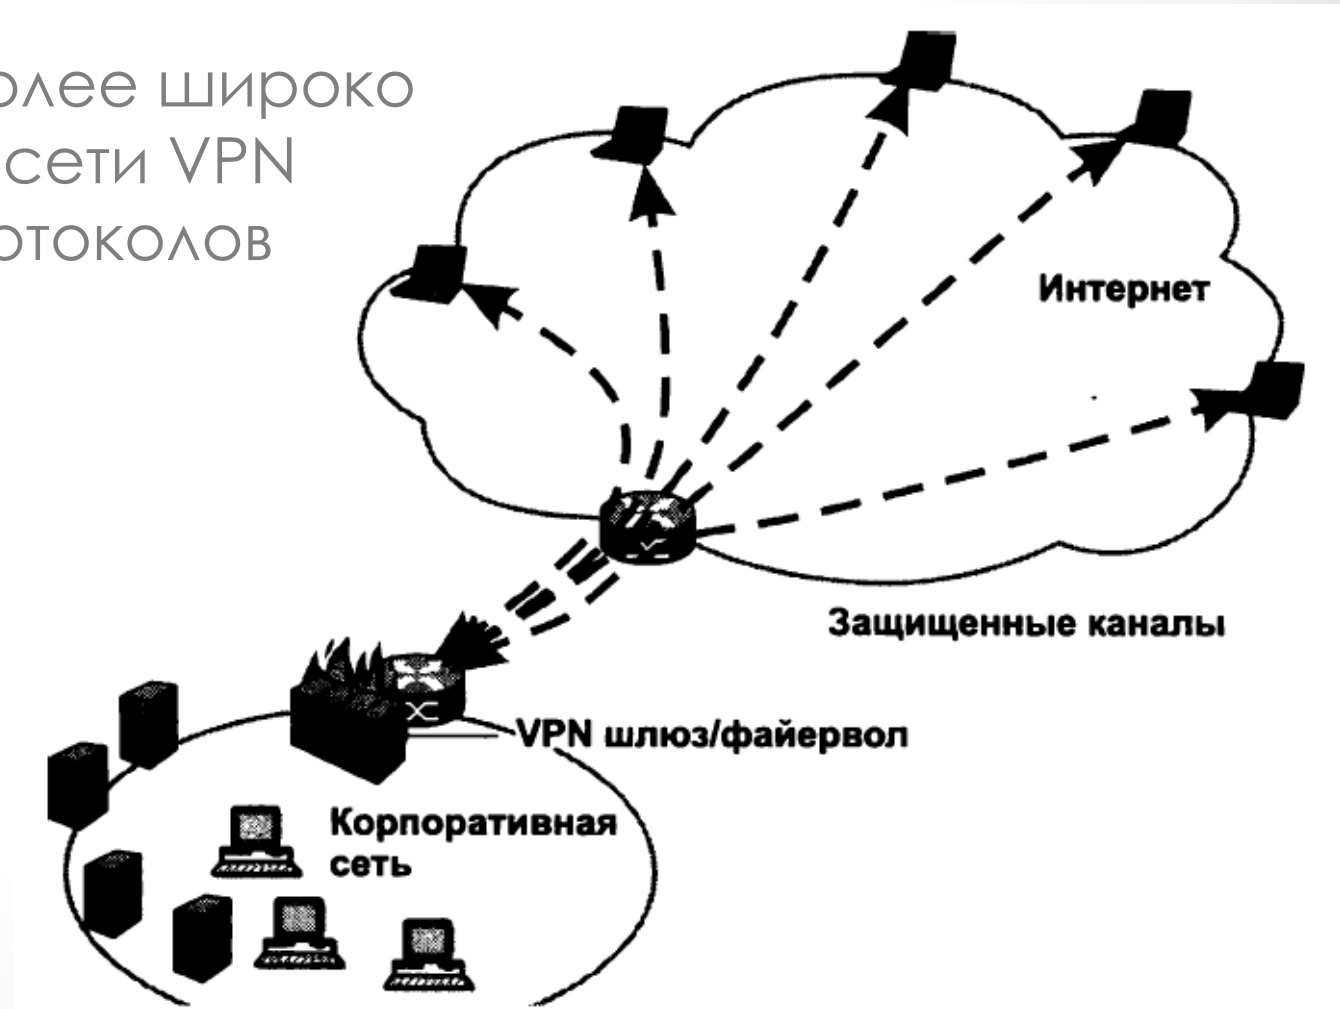 олее широко
сети VPN
отоколов
Интернет
Защищенные каналы
VPN шлюз/файервол
Корпоративная
сеть